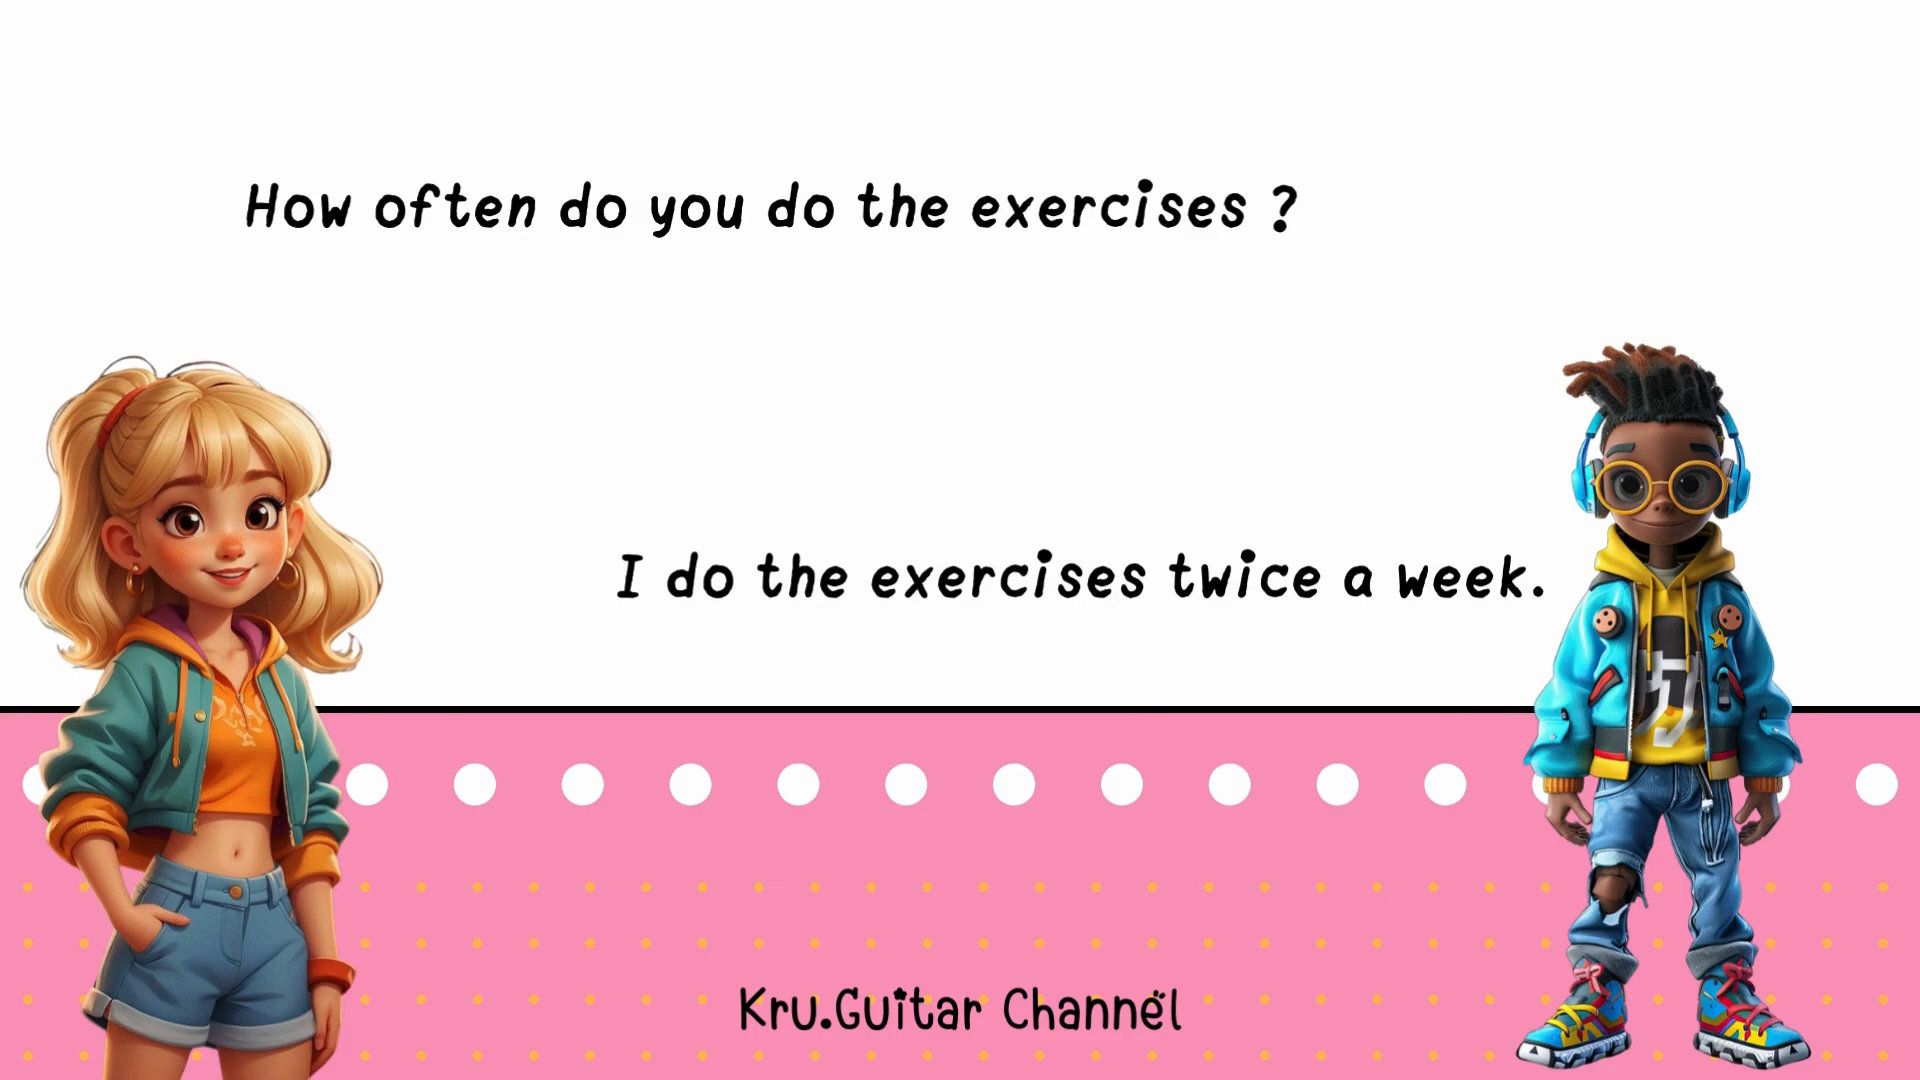 How often do you do the exercises ?
I do the exercises twice a week.
Kru.Guitar Channel